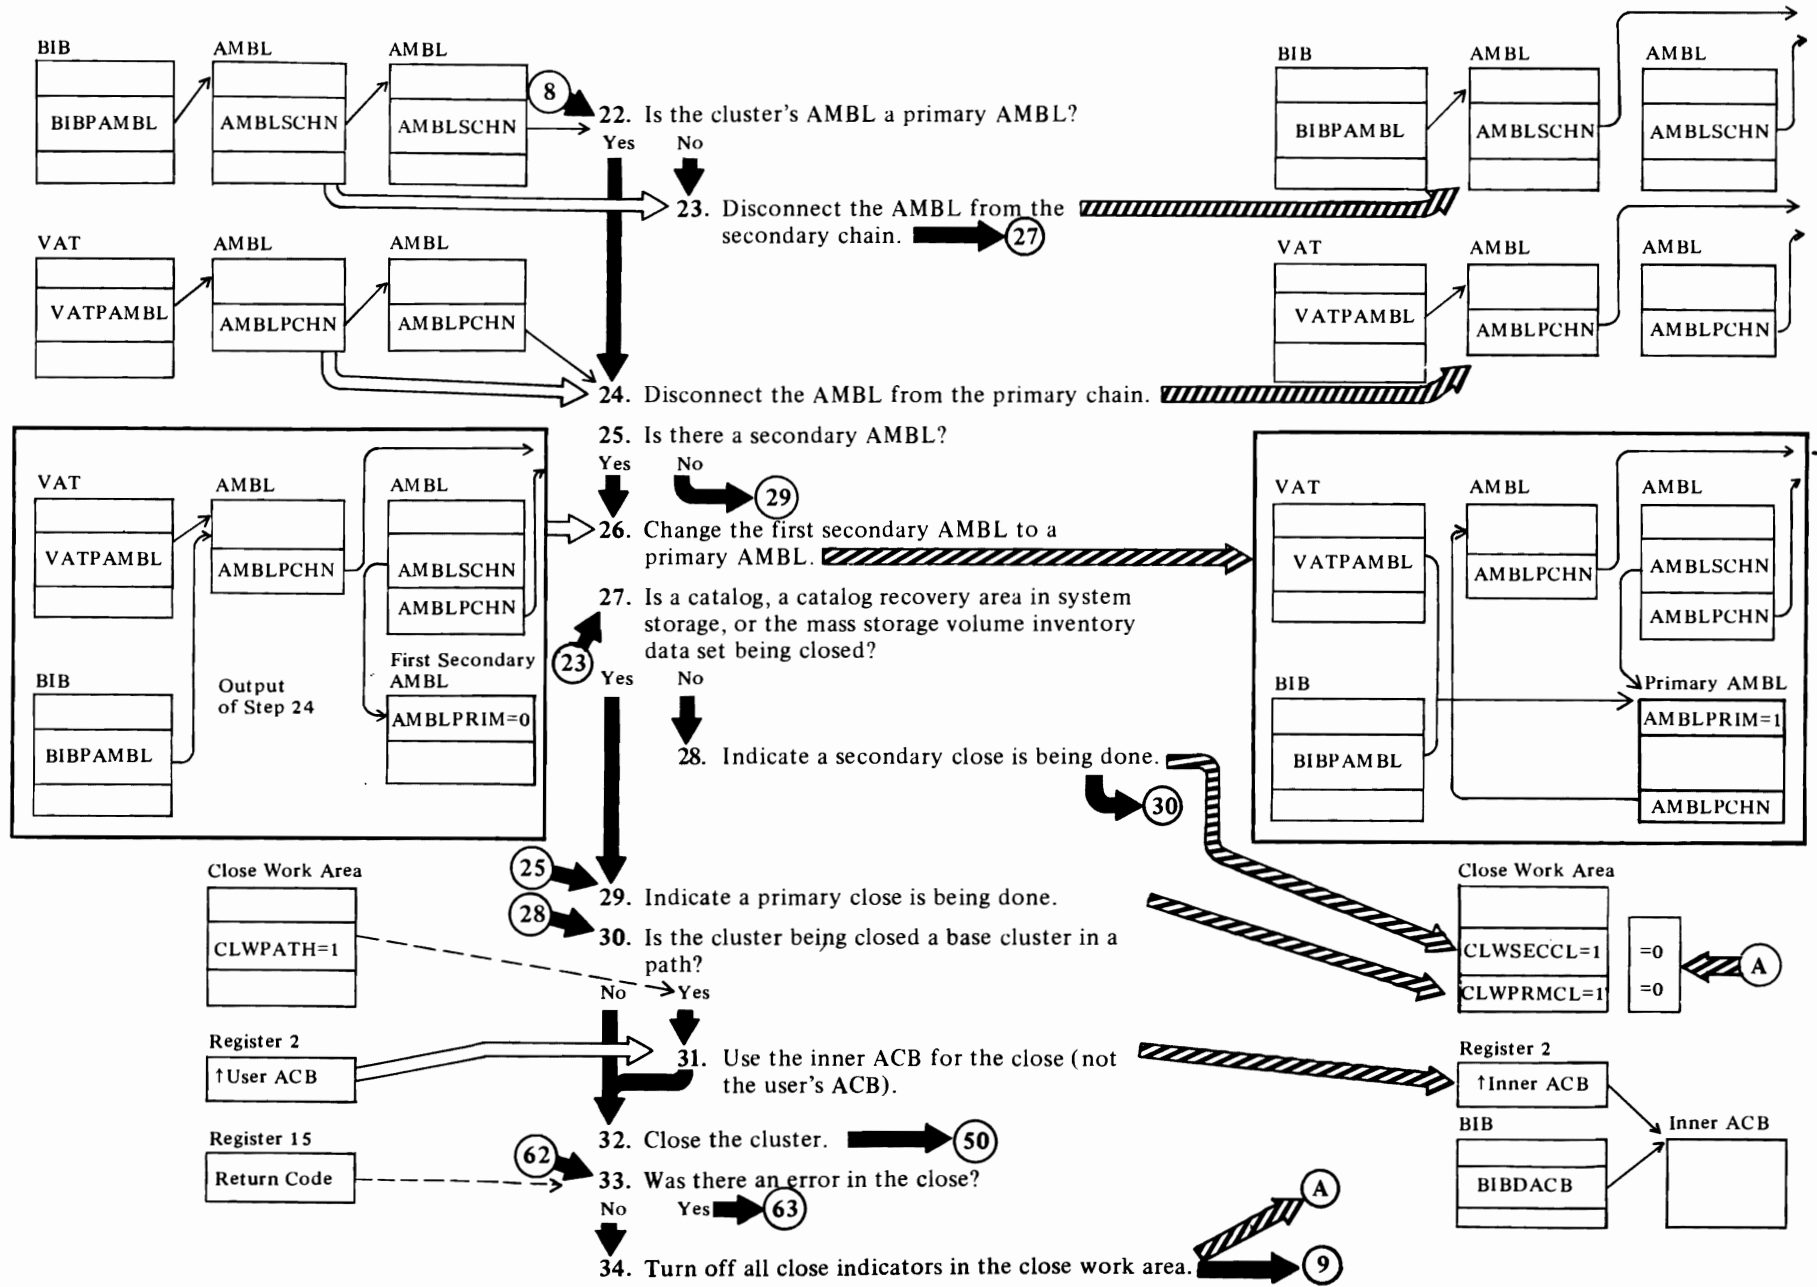 BIB
AMBL
AMBL
BIBPAMBL
AMBLSCHN
AMBLSCHN
8
22. Is the cluster's AMBL a primary AMBL?
Yes No
23. Disconnect the AMBL from the
secondary chain.
27
BIB
AMBL
AMBL
BIBPAMBL
AMBLSCHN
AMBLSCHN
VAT
AMBL
AMBL
VATPAMBL
AMBLPCHN
AMBLPCHN
VAT
AMBL
AMBL
VATPAMBL
AMBLPCHN
AMBLPCHN
24. Disconnect the AMBL from the primary chain.
25. Is there a secondary AMBL?
Yes No
29
26. Change the first secondary AMBL to a
primary AMBL.
VAT
AMBL
AMBL
VATPAMBL
AMBLPCHN
AMBLSCHN
AMBLPCHN
First Secondary
AMBL
BIB
Output
of Step 24
AMBLPRIM=0
BIBPAMBL
VAT
AMBL
AMBL
VATPAMBL
AMBLPCHN
AMBLSCHN
AMBLPCHN
BIB
Primary AMBL
AMBLPRIM=1
BIBPAMBL
AMBLPCHN
27. Is a catalog, a catalog recovery area in system
storage, or the mass storage volume inventory
data set being closed?
23
Yes No
28. Indicate a secondary close is being done.
30
25
29. Indicate a primary close is being done.
28
30. Is the cluster being closed a base cluster in a
path?
No Yes
Close Work Area
CLWPATH=1
Close Work Area
CLWSECCL=1
=0
CLWPRMCL=1
=0
A
Register 2
↑User ACB
31. Use the inner ACB for the close (not
the user's ACB).
Register 2
↑Inner ACB
BIB
Inner ACB
BIBDACB
32. Close the cluster.
50
Register 15
Return Code
62
33. Was there an error in the close?
No Yes
63
A
34. Turn off all close indicators in the close work area.
9